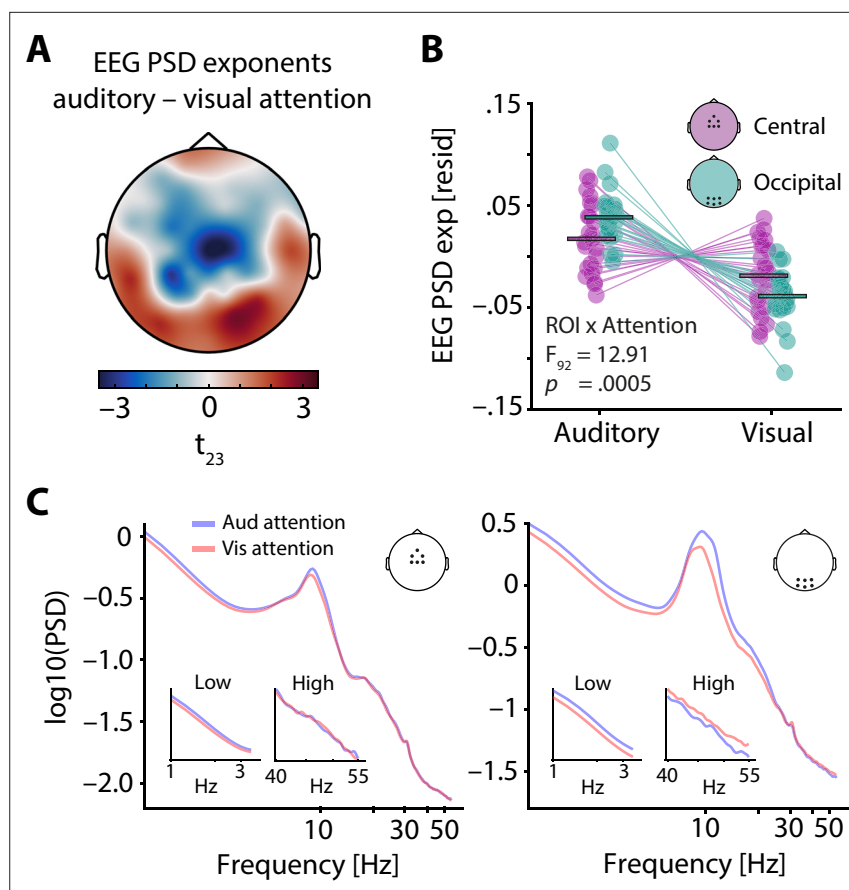 A
EEG PSD exponents
auditory – visual attention
−3 0 3
t23
B
EEG PSD exp [resid]
.15
.05
−.05
−.15
Central
Occipital
ROI x Attention
F92 = 12.91
p = .0005
Auditory Visual
C
log10(PSD)
0
−0.5
−1.0
−1.5
−2.0
Aud attention
Vis attention
Low
1 3
Hz
High
40 55
Hz
10 30 50
Frequency [Hz]
0.5
0
−0.5
−1
−1.5
Low
1 3
Hz
High
40 55
Hz
10 30 50
Frequency [Hz]